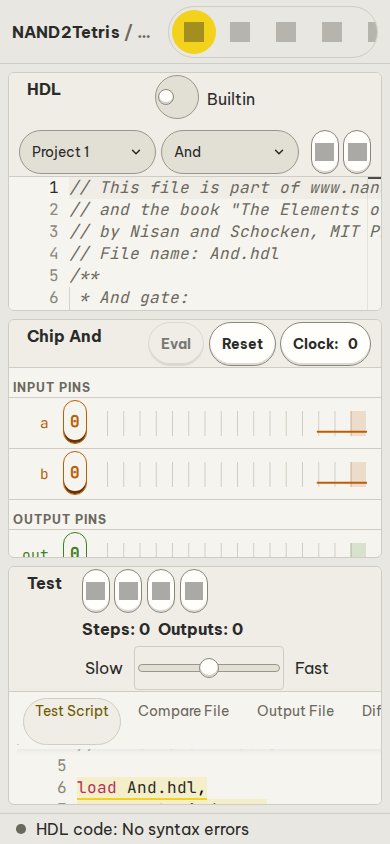 NAND2Tetris / ...
HDL
Builtin
Project 1
And
1 // This file is part of www.nan
2 // and the book "The Elements o
3 // by Nisan and Schocken, MIT P
4 // File name: And.hdl
5 /**
6 * And gate:
Chip And
Eval Reset Clock: 0
INPUT PINS
a 0
b 0
OUTPUT PINS
out 0
Test
Steps: 0 Outputs: 0
Slow Fast
Test Script Compare File Output File Dif
5
6 load And.hdl,
HDL code: No syntax errors